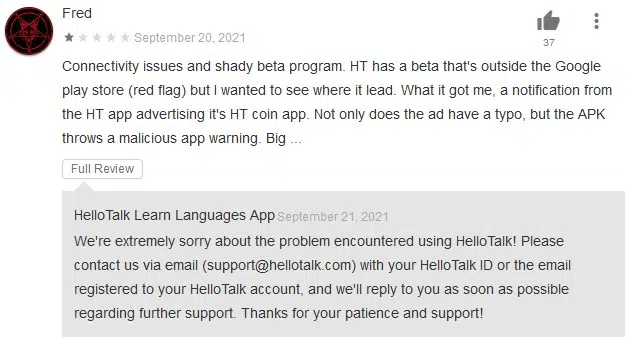 Fred
September 20, 2021
37
Connectivity issues and shady beta program. HT has a beta that's outside the Google
play store (red flag) but I wanted to see where it lead. What it got me, a notification from
the HT app advertising it's HT coin app. Not only does the ad have a typo, but the APK
throws a malicious app warning. Big ...
Full Review
HelloTalk Learn Languages App September 21, 2021
We're extremely sorry about the problem encountered using HelloTalk! Please
contact us via email (support@hellotalk.com) with your HelloTalk ID or the email
registered to your HelloTalk account, and we'll reply to you as soon as possible
regarding further support. Thanks for your patience and support!